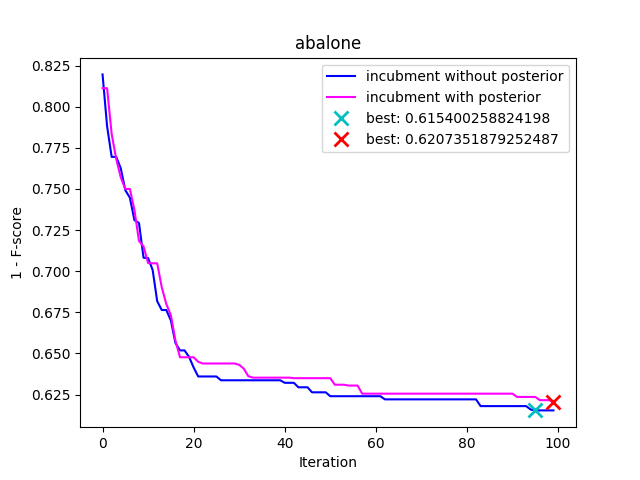 abalone
0.825
0.800
0.775
0.750
0.725
0.700
0.675
0.650
0.625
1 - F-score
incubment without posterior
incubment with posterior
best: 0.615400258824198
best: 0.6207351879252487
0 20 40 60 80 100
Iteration